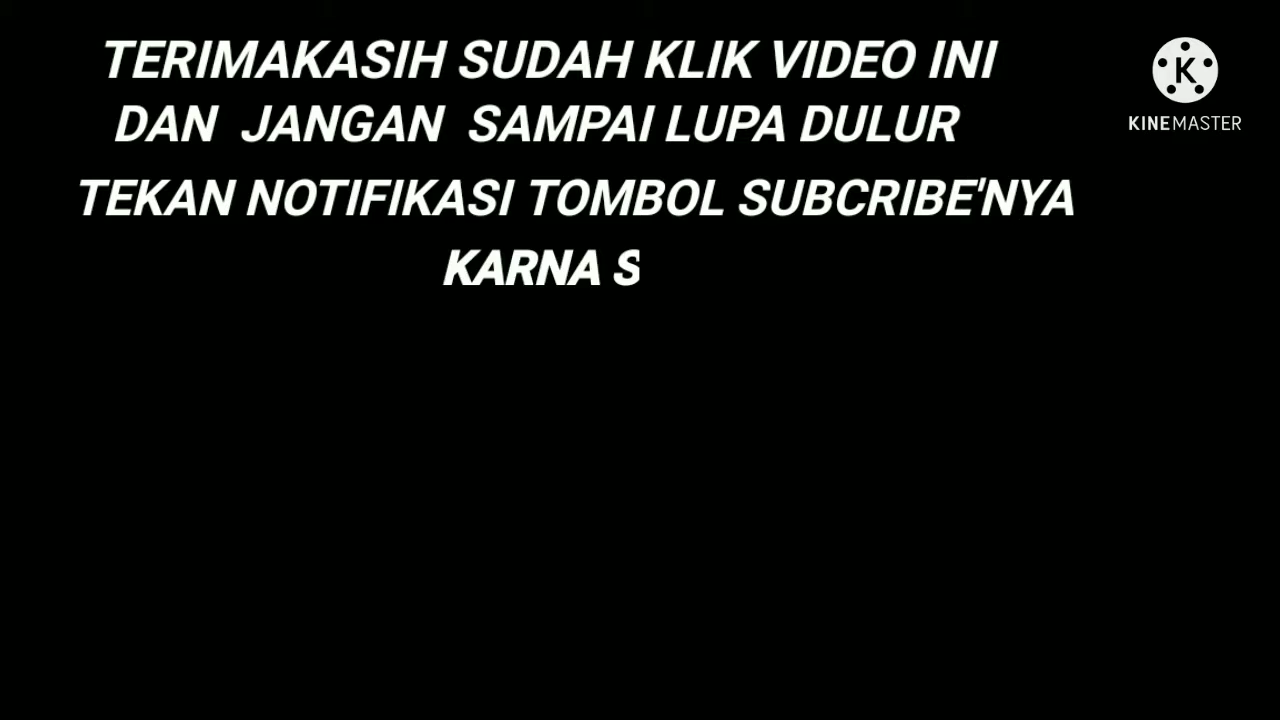 TERIMAKASIH SUDAH KLIK VIDEO INI
DAN JANGAN SAMPAI LUPA DULUR
TEKAN NOTIFIKASI TOMBOL SUBCRIBE'NYA
KARNA S
K
KINEMASTER